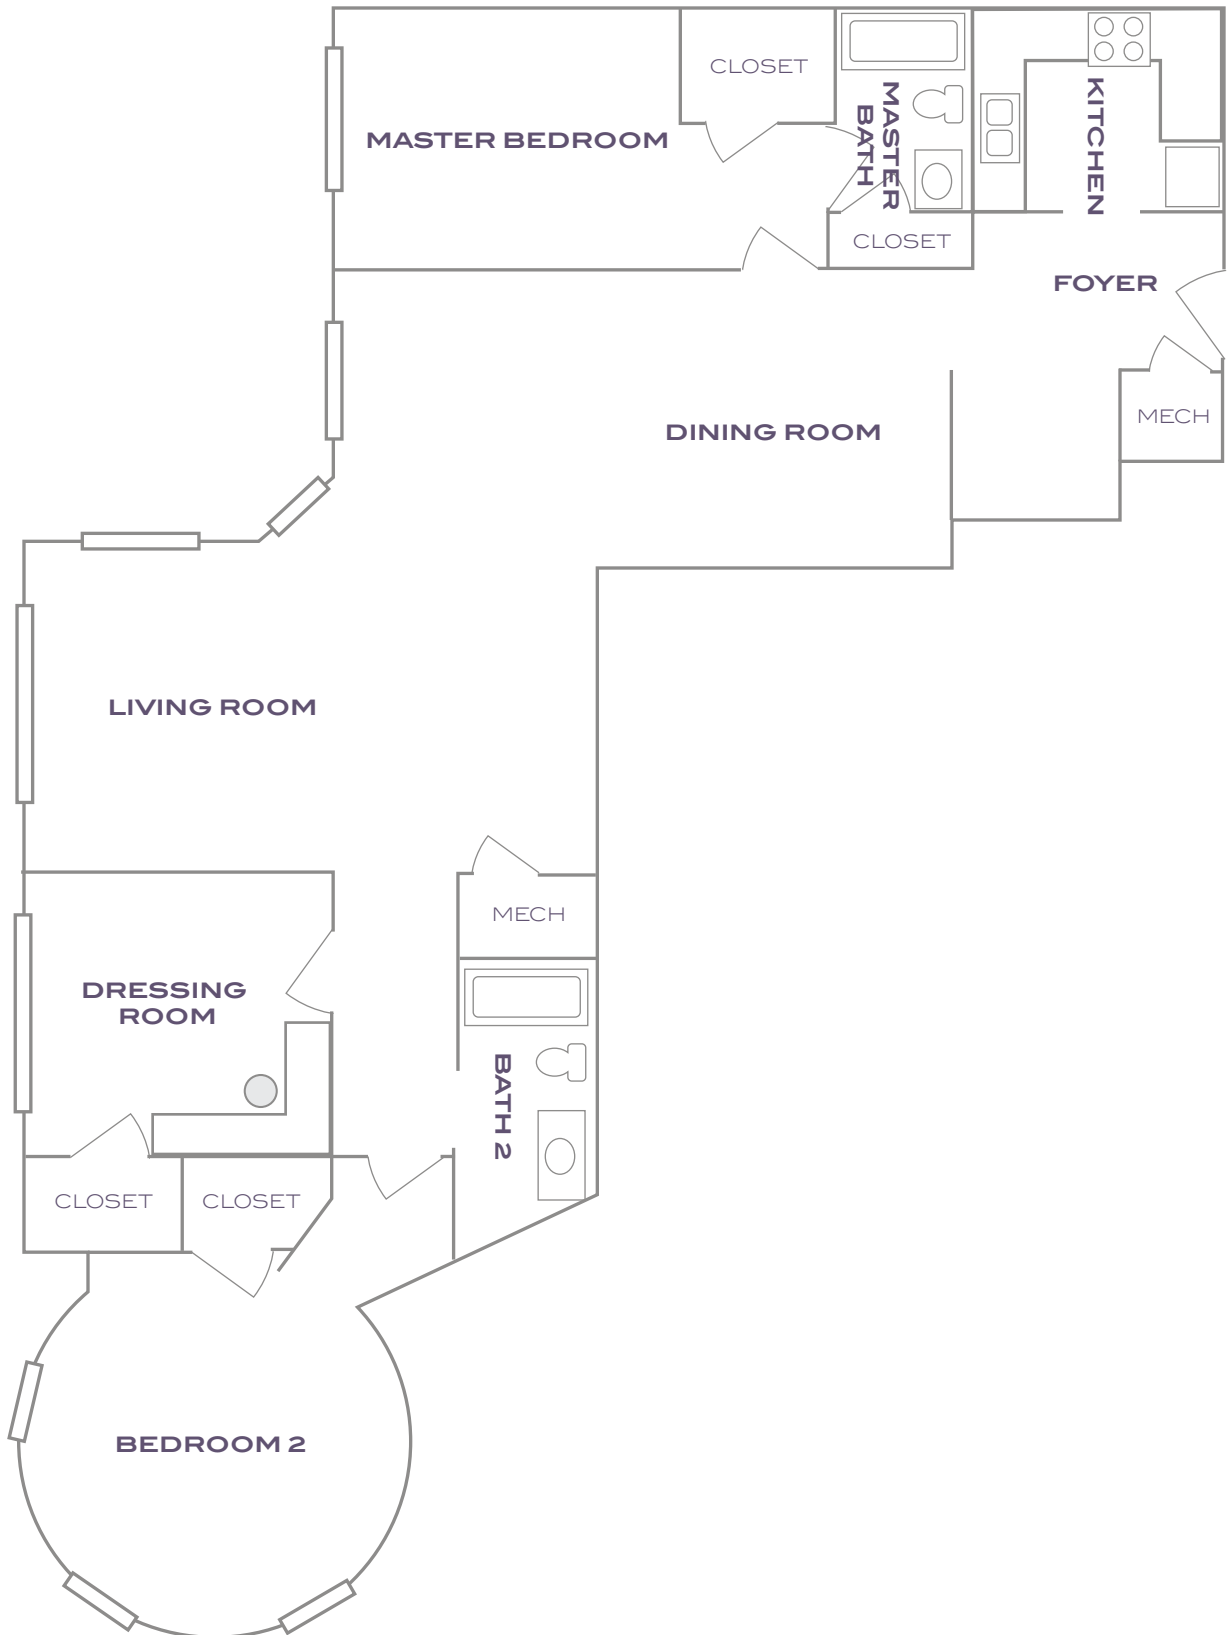 CLOSET
MASTER BEDROOM
MASTER
BATH
KITCHEN
CLOSET
FOYER
MECH
DINING ROOM
LIVING ROOM
MECH
DRESSING
ROOM
BATH 2
CLOSET
CLOSET
BEDROOM 2